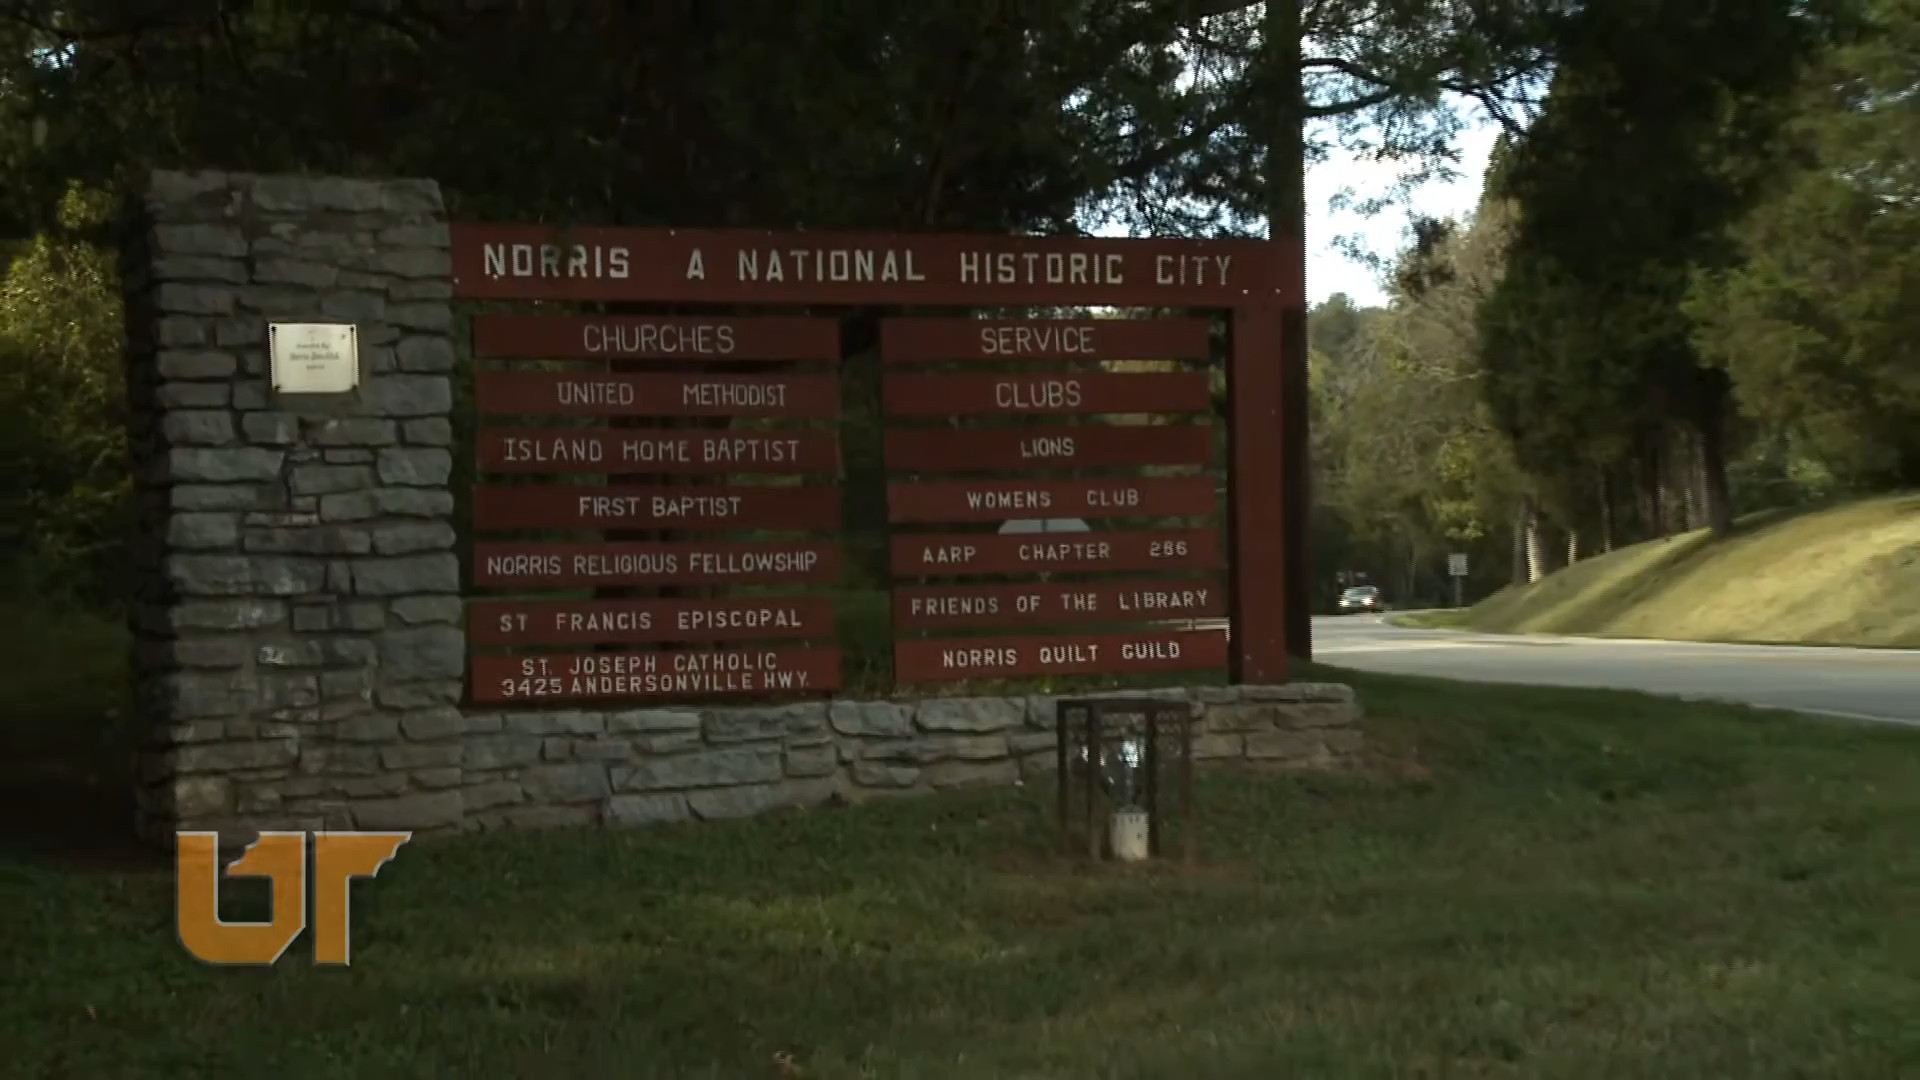 NORRIS A NATIONAL HISTORIC CITY
CHURCHES
UNITED METHODIST
ISLAND HOME BAPTIST
FIRST BAPTIST
NORRIS RELIGIOUS FELLOWSHIP
ST FRANCIS EPISCOPAL
ST. JOSEPH CATHOLIC
3425 ANDERSONVILLE HWY.
SERVICE
CLUBS
LIONS
WOMENS CLUB
AARP CHAPTER 286
FRIENDS OF THE LIBRARY
NORRIS QUILT GUILD
UT